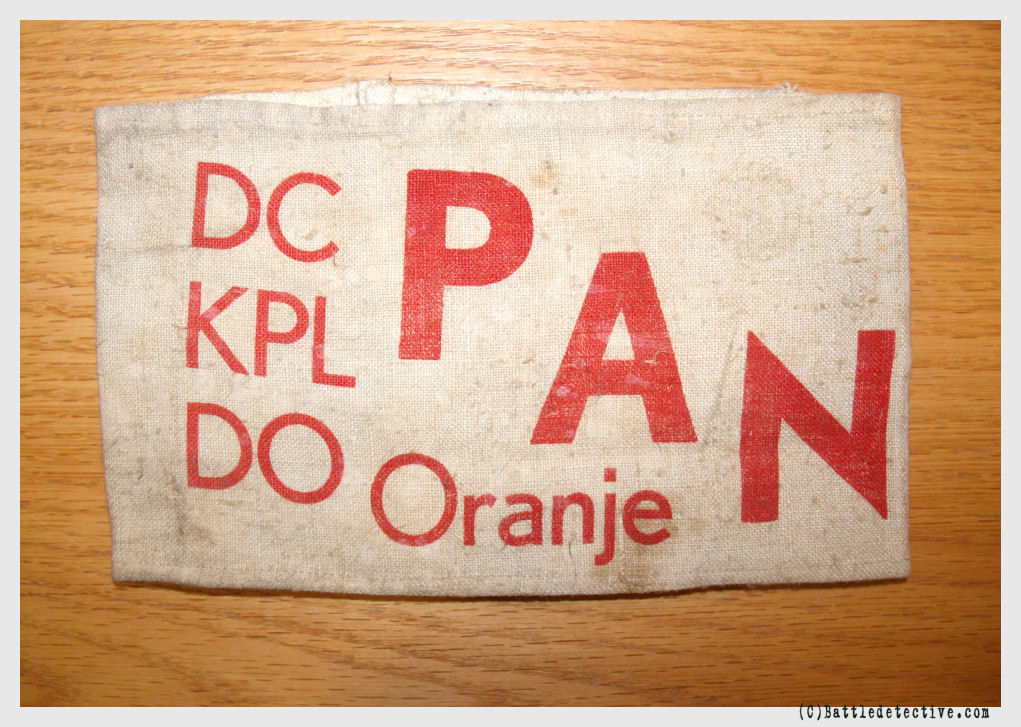 DC
KPL
DO
PAN
Oranje
(C)Battledetective.com